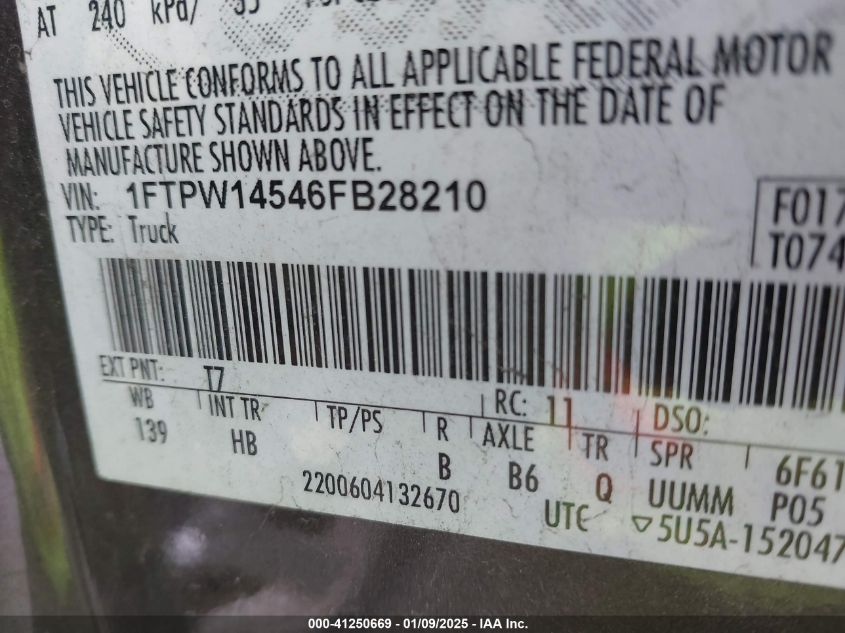 AT 240 kPa/ 35
THIS VEHICLE CONFORMS TO ALL APPLICABLE FEDERAL MOTOR
VEHICLE SAFETY STANDARDS IN EFFECT ON THE DATE OF
MANUFACTURE SHOWN ABOVE.
VIN: 1FTPW14546FB28210
F017
TYPE: Truck
T074
EXT PNT: T7
RC: 11 DSO:
WB INT TR TP/PS R AXLE TR SPR
139 HB B B6 Q UUMM 6F61
P05
2200604132670
UTC ▽5U5A-152047
000-41250669 - 01/09/2025 - IAA Inc.